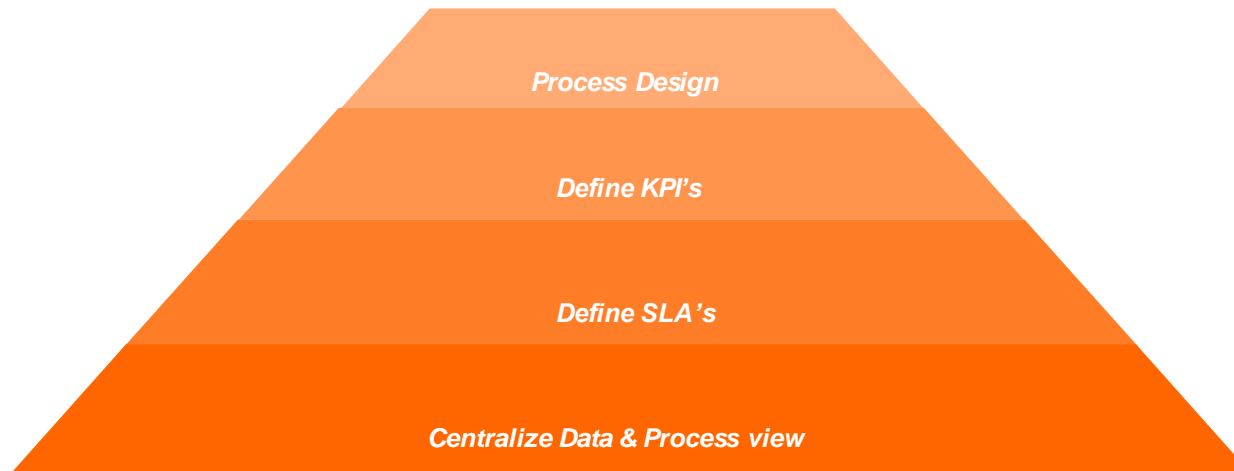 Process Design
Define KPI’s
Define SLA’s
Centralize Data & Process view